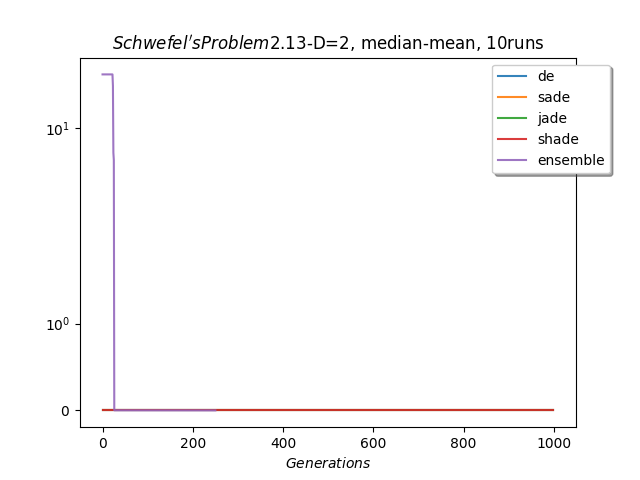 Schwefel'sProblem2.13-D=2, median-mean, 10runs
de
sade
jade
shade
ensemble
10^1
10^0
0
0 200 400 600 800 1000
Generations